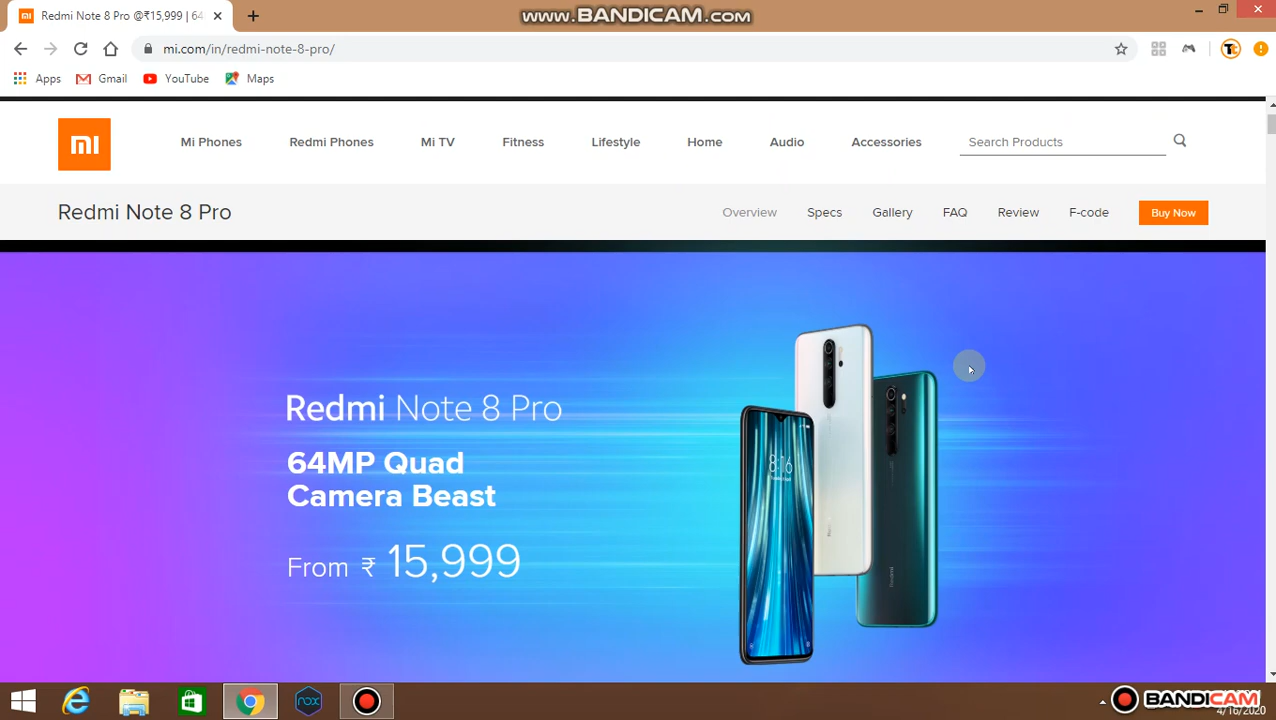 www.BANDICAM.com
Redmi Note 8 Pro @₹15,999 | 64
mi.com/in/redmi-note-8-pro/
Apps Gmail YouTube Maps
mi Mi Phones Redmi Phones Mi TV Fitness Lifestyle Home Audio Accessories Search Products
Redmi Note 8 Pro Overview Specs Gallery FAQ Review F-code Buy Now
Redmi Note 8 Pro
64MP Quad
Camera Beast
From ₹ 15,999
8:16
nox
BANDICAM
4/16/2020